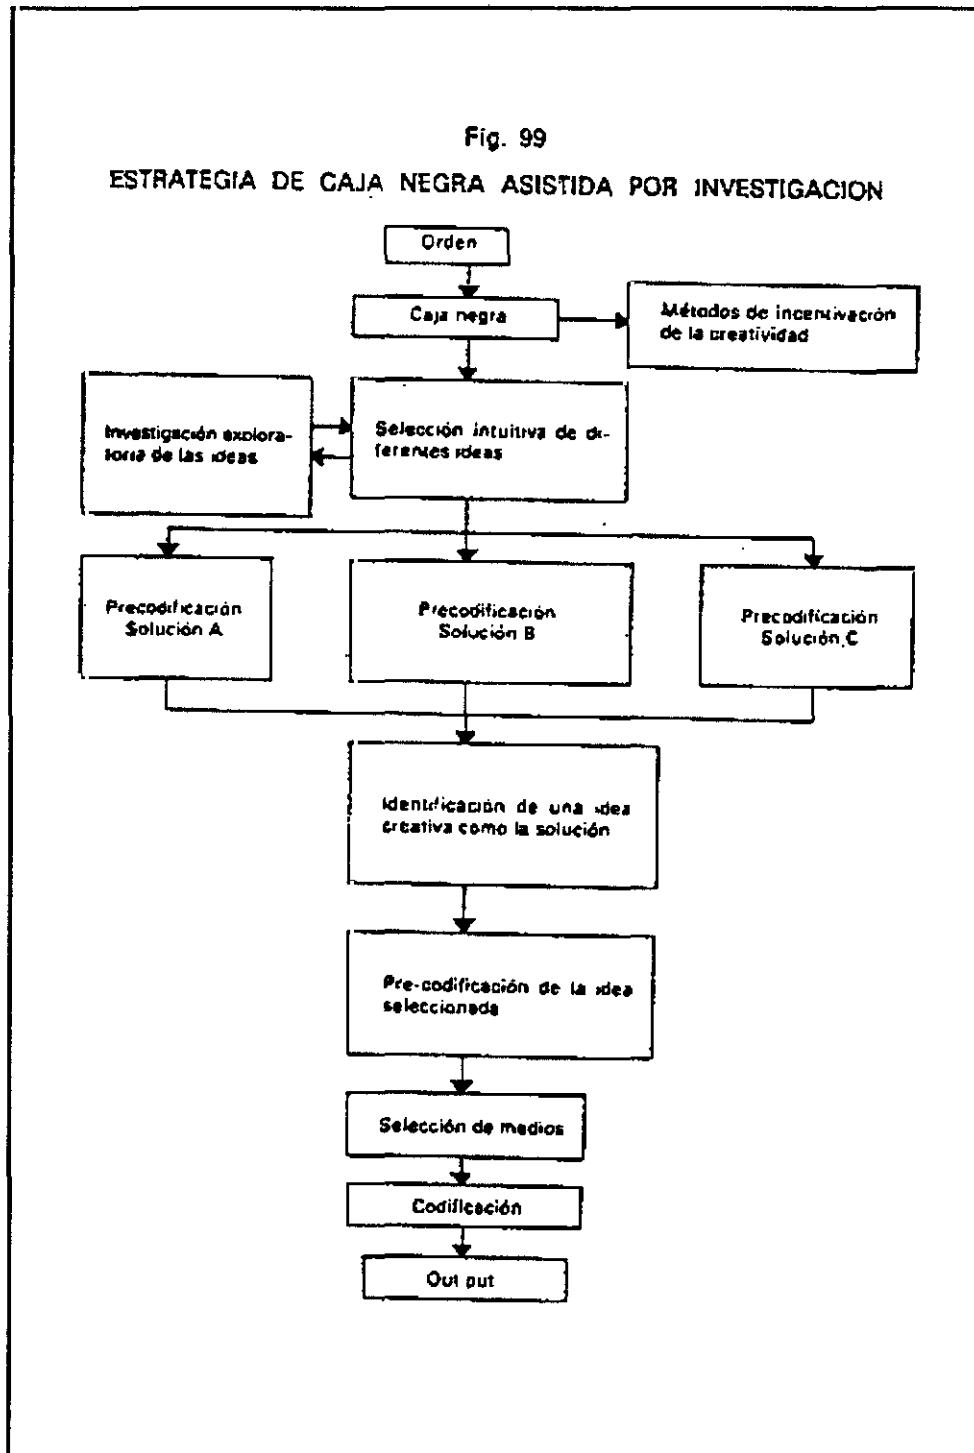 Fig. 99
ESTRATEGIA DE CAJA NEGRA ASISTIDA POR INVESTIGACION
Orden
Caja negra
Métodos de incentivación
de la creatividad
Investigación explora-
toria de las ideas
Selección intuitiva de di-
ferentes ideas
Precodificación
Solución A
Precodificación
Solución B
Precodificación
Solución C
Identificación de una idea
creativa como la solución
Pre-codificación de la idea
seleccionada
Selección de medios
Codificación
Out put